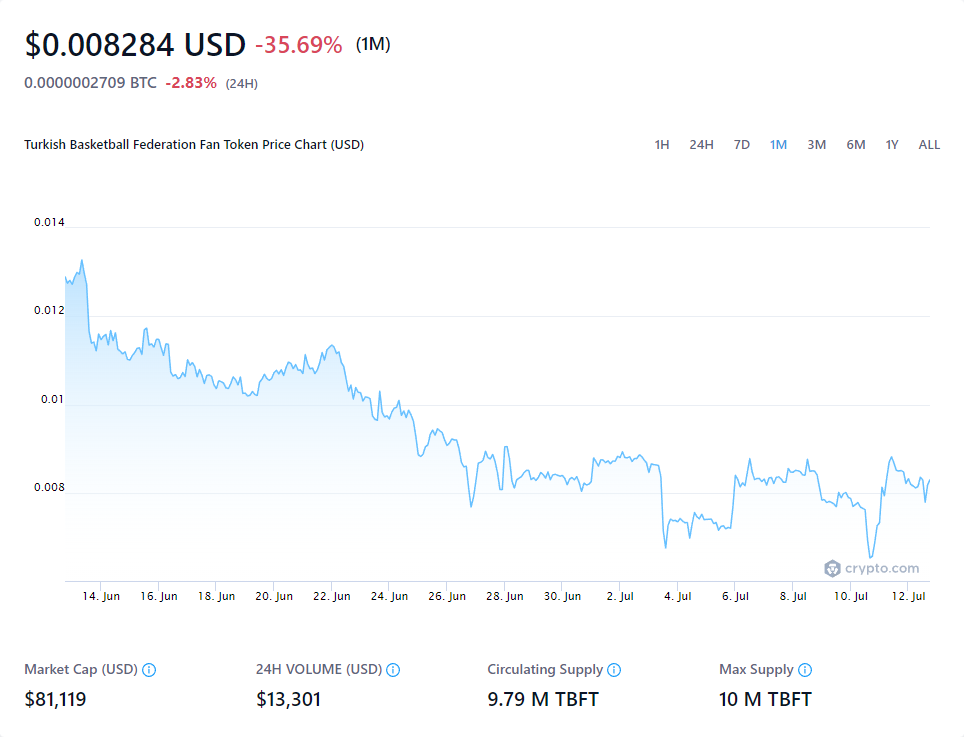 $0.008284 USD -35.69% (1M)
0.0000002709 BTC -2.83% (24H)
Turkish Basketball Federation Fan Token Price Chart (USD)
1H 24H 7D 1M 3M 6M 1Y ALL
0.014
0.012
0.01
0.008
crypto.com
14. Jun 16. Jun 18. Jun 20. Jun 22. Jun 24. Jun 26. Jun 28. Jun 30. Jun 2. Jul 4. Jul 6. Jul 8. Jul 10. Jul 12. Jul
Market Cap (USD) 24H VOLUME (USD) Circulating Supply Max Supply
$81,119 $13,301 9.79 M TBFT 10 M TBFT